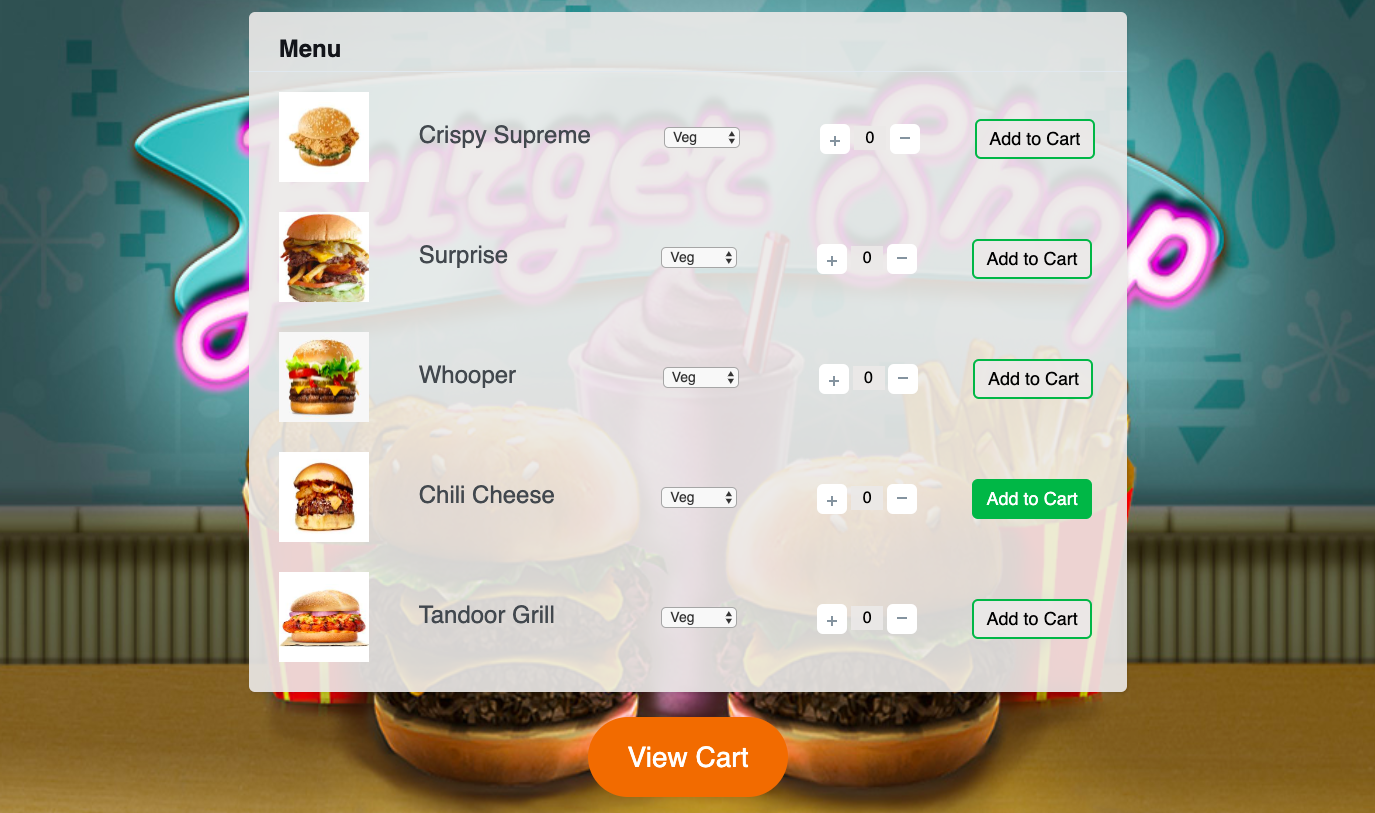 Menu
Crispy Supreme Veg + 0 − Add to Cart
Surprise Veg + 0 − Add to Cart
Whooper Veg + 0 − Add to Cart
Chili Cheese Veg + 0 − Add to Cart
Tandoor Grill Veg + 0 − Add to Cart
Burger Shop
View Cart